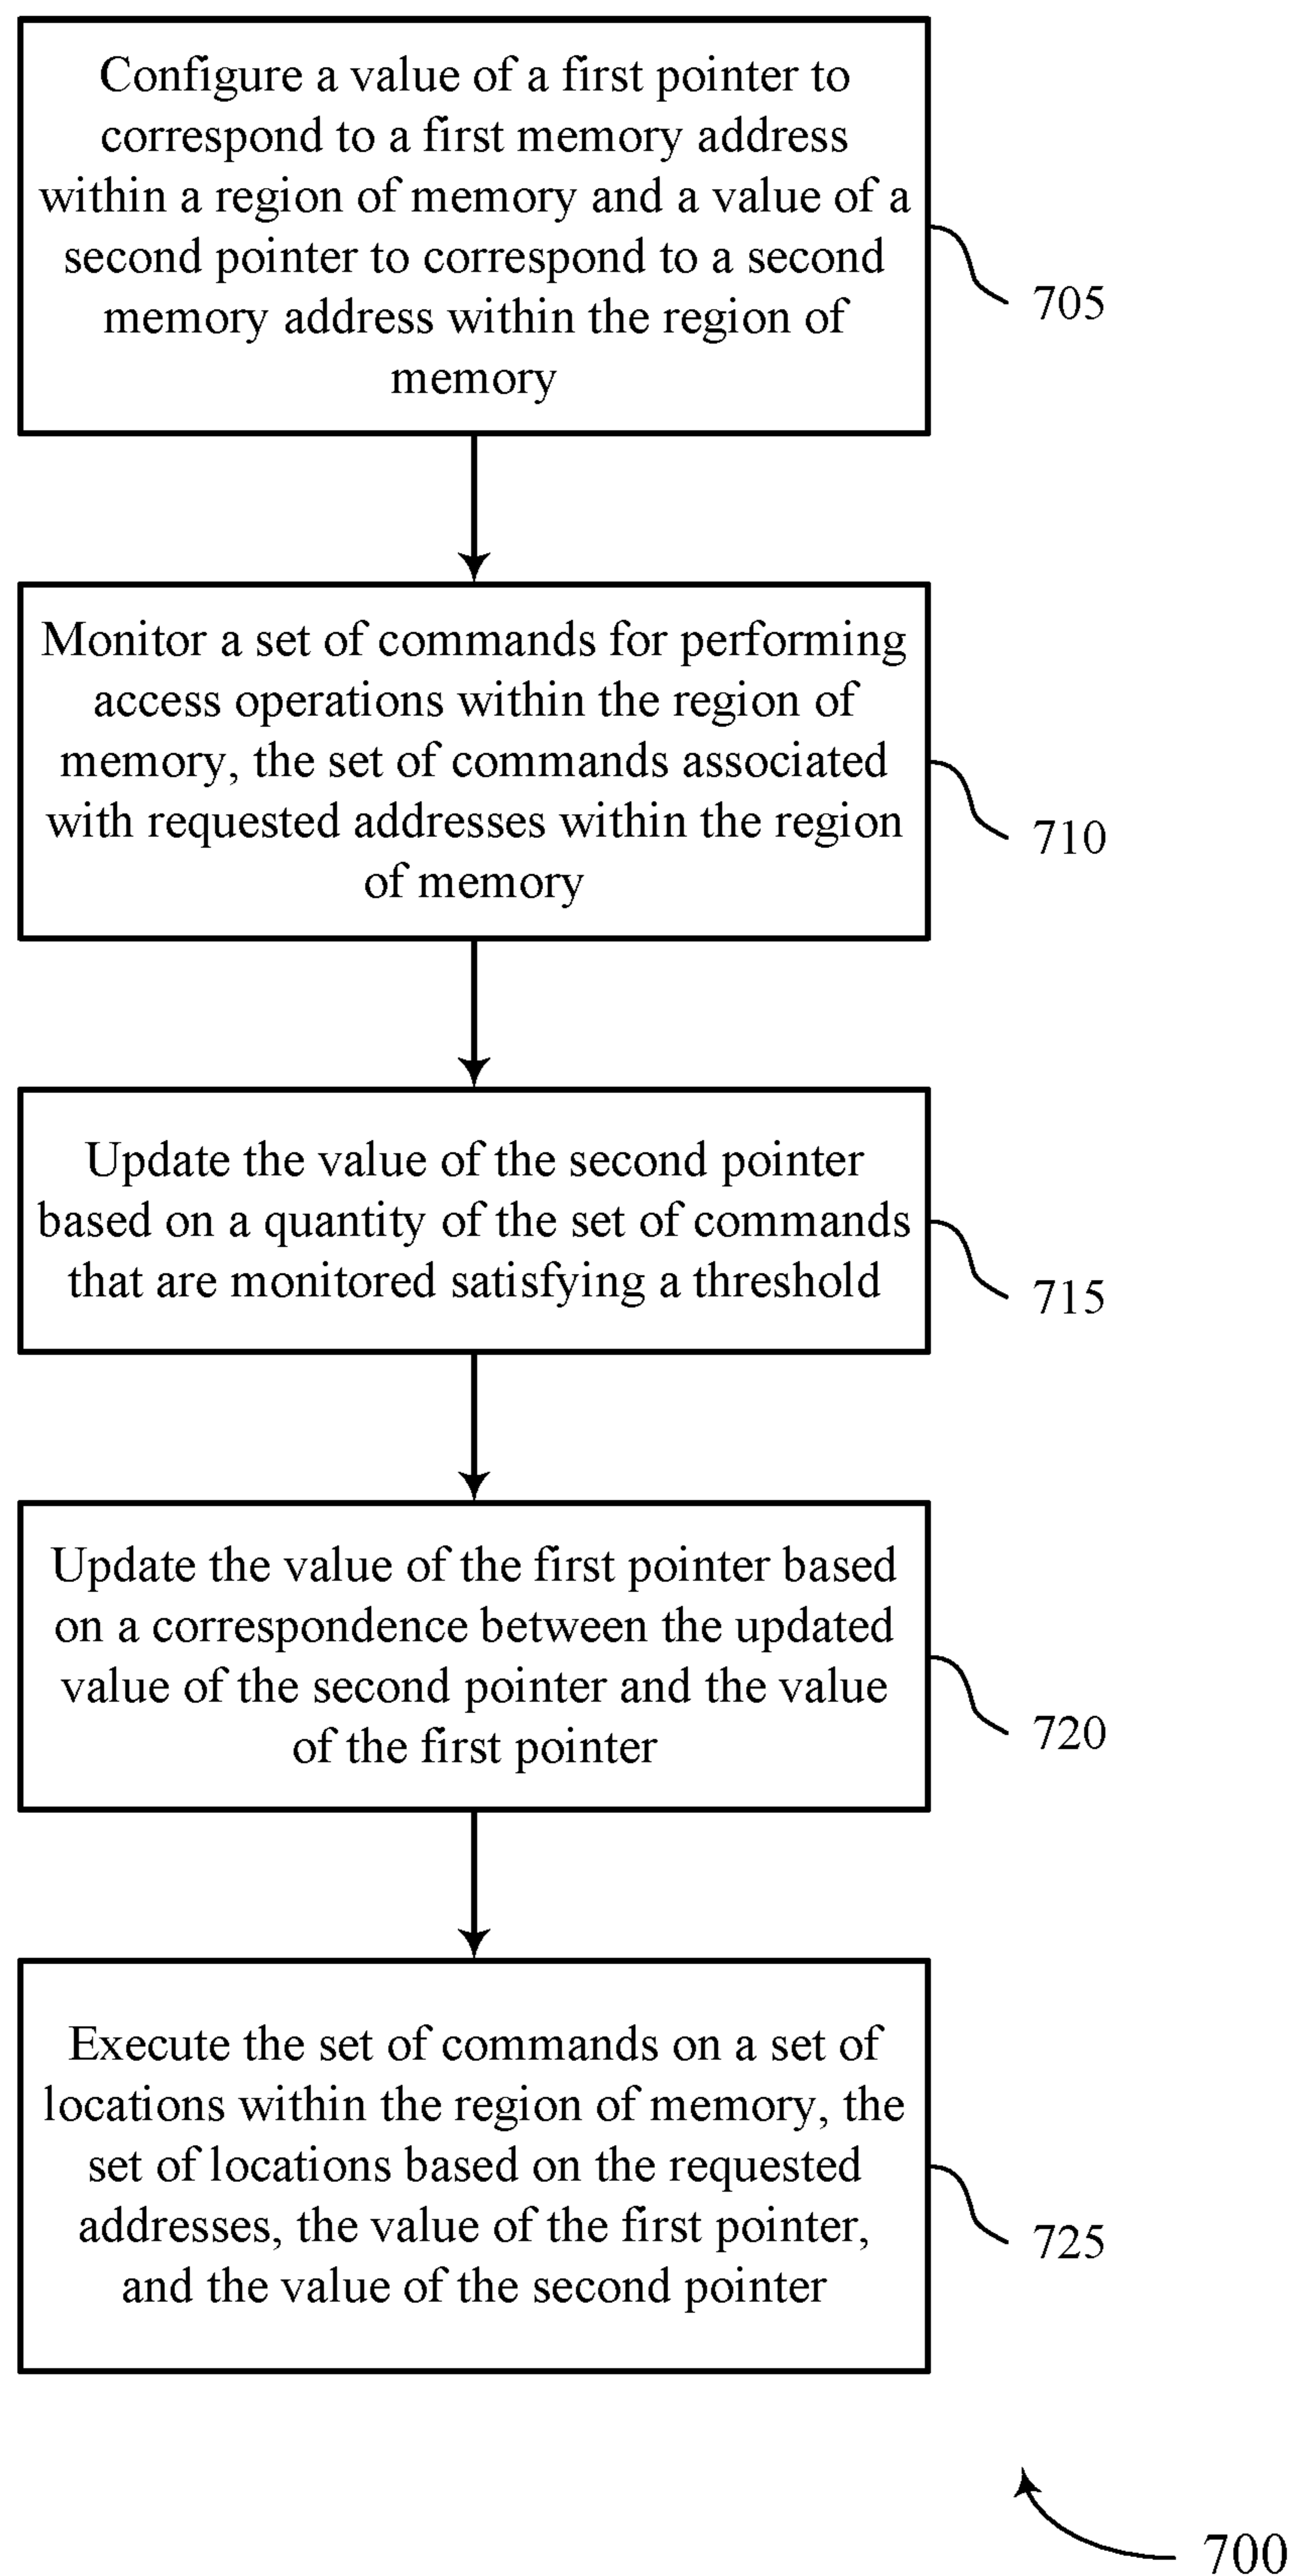 Configure a value of a first pointer to
correspond to a first memory address
within a region of memory and a value of a
second pointer to correspond to a second
memory address within the region of
memory
705
Monitor a set of commands for performing
access operations within the region of
memory, the set of commands associated
with requested addresses within the region
of memory
710
Update the value of the second pointer
based on a quantity of the set of commands
that are monitored satisfying a threshold
715
Update the value of the first pointer based
on a correspondence between the updated
value of the second pointer and the value
of the first pointer
720
Execute the set of commands on a set of
locations within the region of memory, the
set of locations based on the requested
addresses, the value of the first pointer,
and the value of the second pointer
725
700